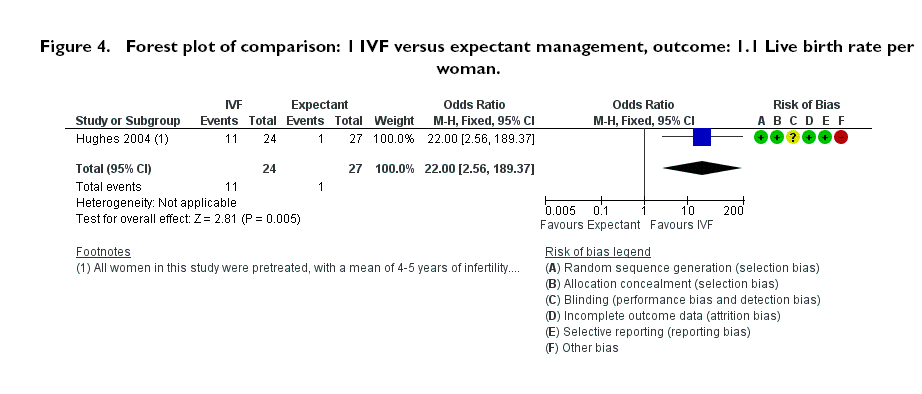 Figure 4. Forest plot of comparison: 1 IVF versus expectant management, outcome: 1.1 Live birth rate per
woman.
IVF Expectant Odds Ratio Odds Ratio Risk of Bias
Study or Subgroup Events Total Events Total Weight M-H, Fixed, 95% CI M-H, Fixed, 95% CI A B C D E F
Hughes 2004 (1) 11 24 1 27 100.0% 22.00 [2.56, 189.37] + + ? + + −
Total (95% CI) 24 27 100.0% 22.00 [2.56, 189.37]
Total events 11 1
Heterogeneity: Not applicable
Test for overall effect: Z = 2.81 (P = 0.005)
0.005 0.1 1 10 200
Favours Expectant Favours IVF
Footnotes
(1) All women in this study were pretreated, with a mean of 4-5 years of infertility....
Risk of bias legend
(A) Random sequence generation (selection bias)
(B) Allocation concealment (selection bias)
(C) Blinding (performance bias and detection bias)
(D) Incomplete outcome data (attrition bias)
(E) Selective reporting (reporting bias)
(F) Other bias